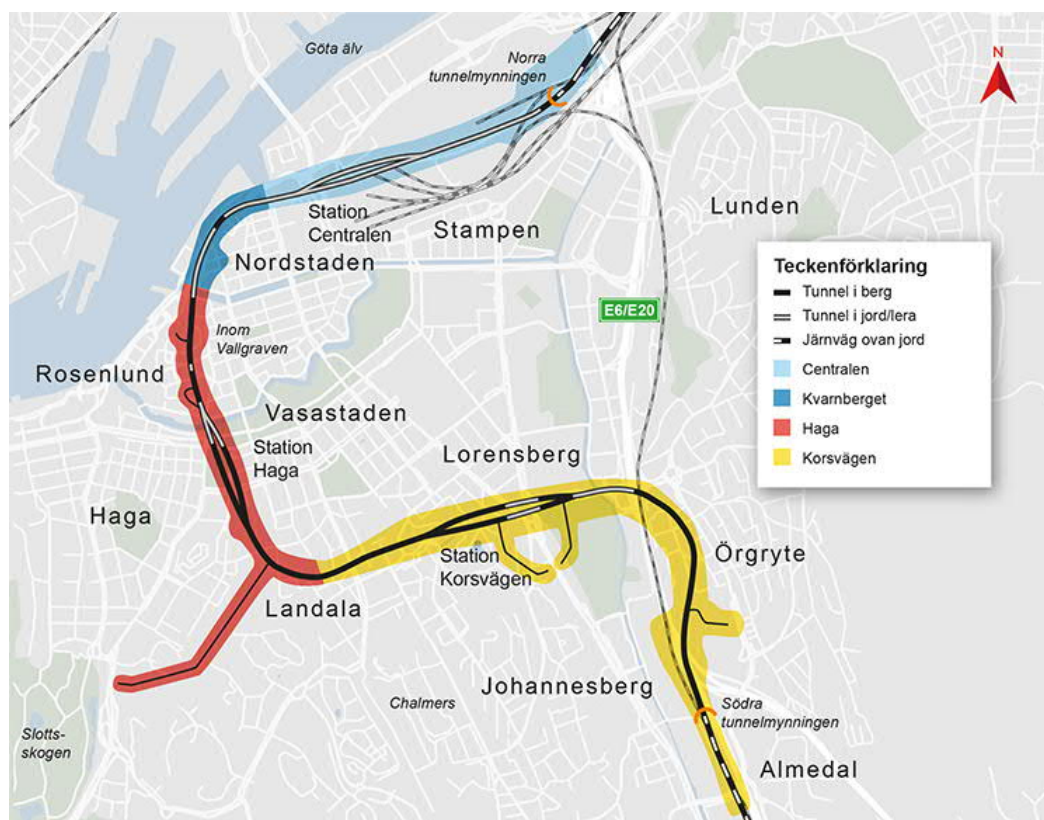 Göta älv
Norra
tunnelmynningen
N
Station
Centralen
Stampen
Lunden
Nordstaden
Teckenförklaring
Tunnel i berg
Tunnel i jord/lera
Järnväg ovan jord
Centralen
Kvarnberget
Haga
Korsvägen
E6/E20
Inom
Vallgraven
Rosenlund
Vasastaden
Station
Haga
Lorensberg
Haga
Station
Korsvägen
Örgryte
Landala
Johannesberg
Chalmers
Södra
tunnelmynningen
Slotts-
skogen
Almedal